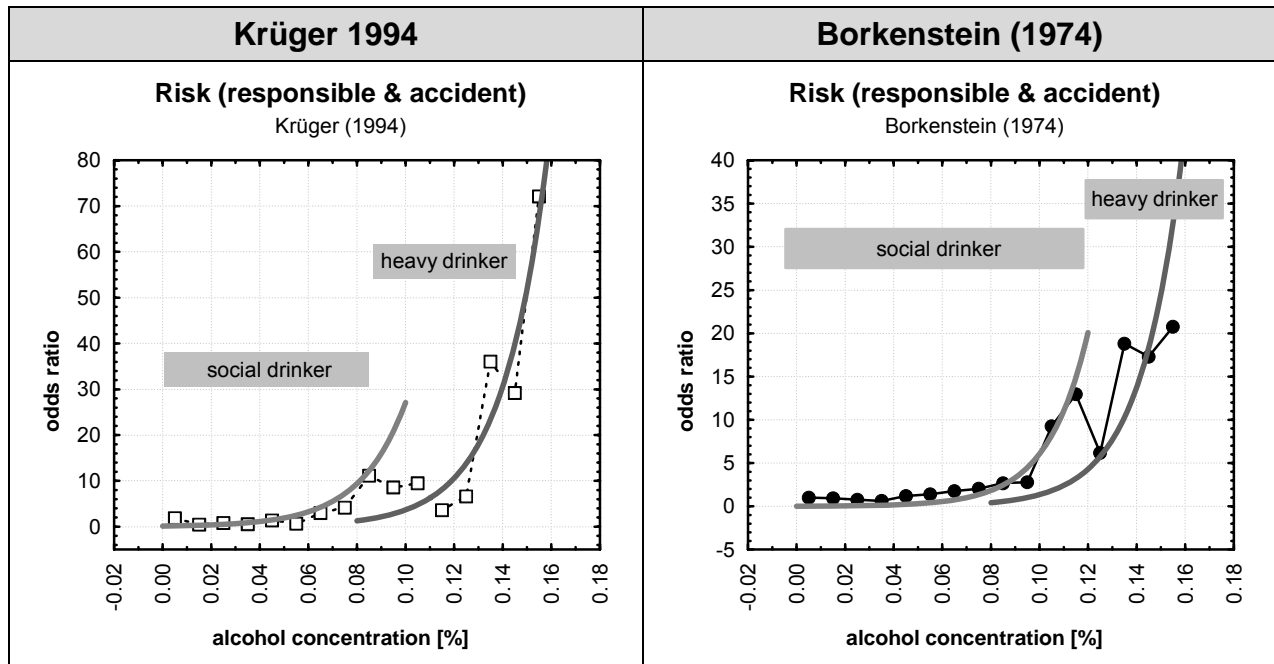 Krüger 1994
Borkenstein (1974)
Risk (responsible & accident)
Krüger (1994)
80
70
60
50
40
30
20
10
0
odds ratio
heavy drinker
social drinker
-0.02
0.00
0.02
0.04
0.06
0.08
0.10
0.12
0.14
0.16
0.18
alcohol concentration [%]
Risk (responsible & accident)
Borkenstein (1974)
40
35
30
25
20
15
10
5
0
-5
odds ratio
heavy drinker
social drinker
-0.02
0.00
0.02
0.04
0.06
0.08
0.10
0.12
0.14
0.16
0.18
alcohol concentration [%]